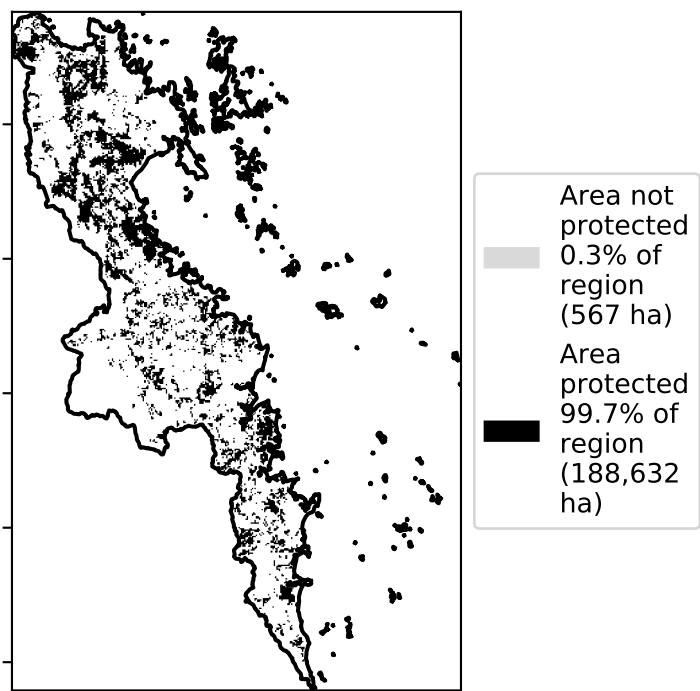 Area not
protected
0.3% of
region
(567 ha)
Area
protected
99.7% of
region
(188,632
ha)